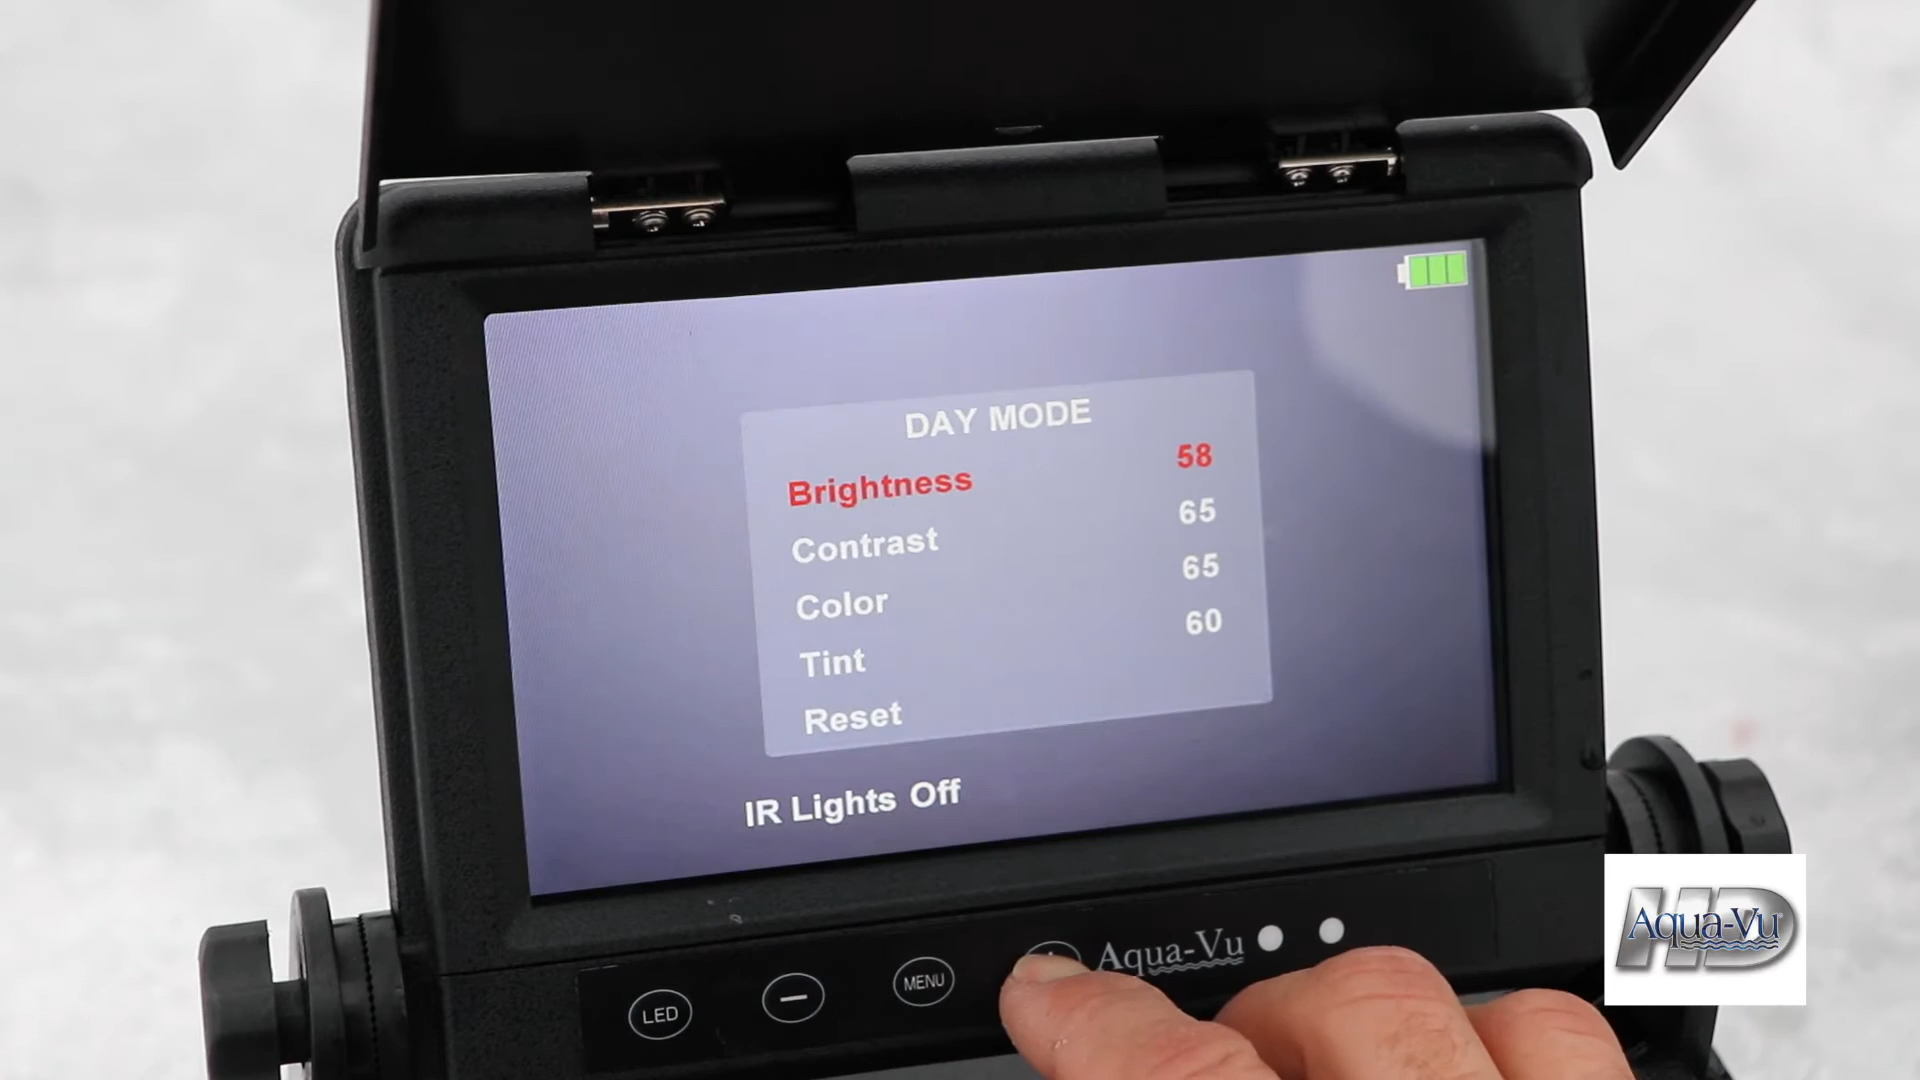 DAY MODE
Brightness 58
Contrast 65
Color 65
Tint 60
Reset
IR Lights Off
LED
MENU
Aqua-Vu
HD
Aqua-Vu